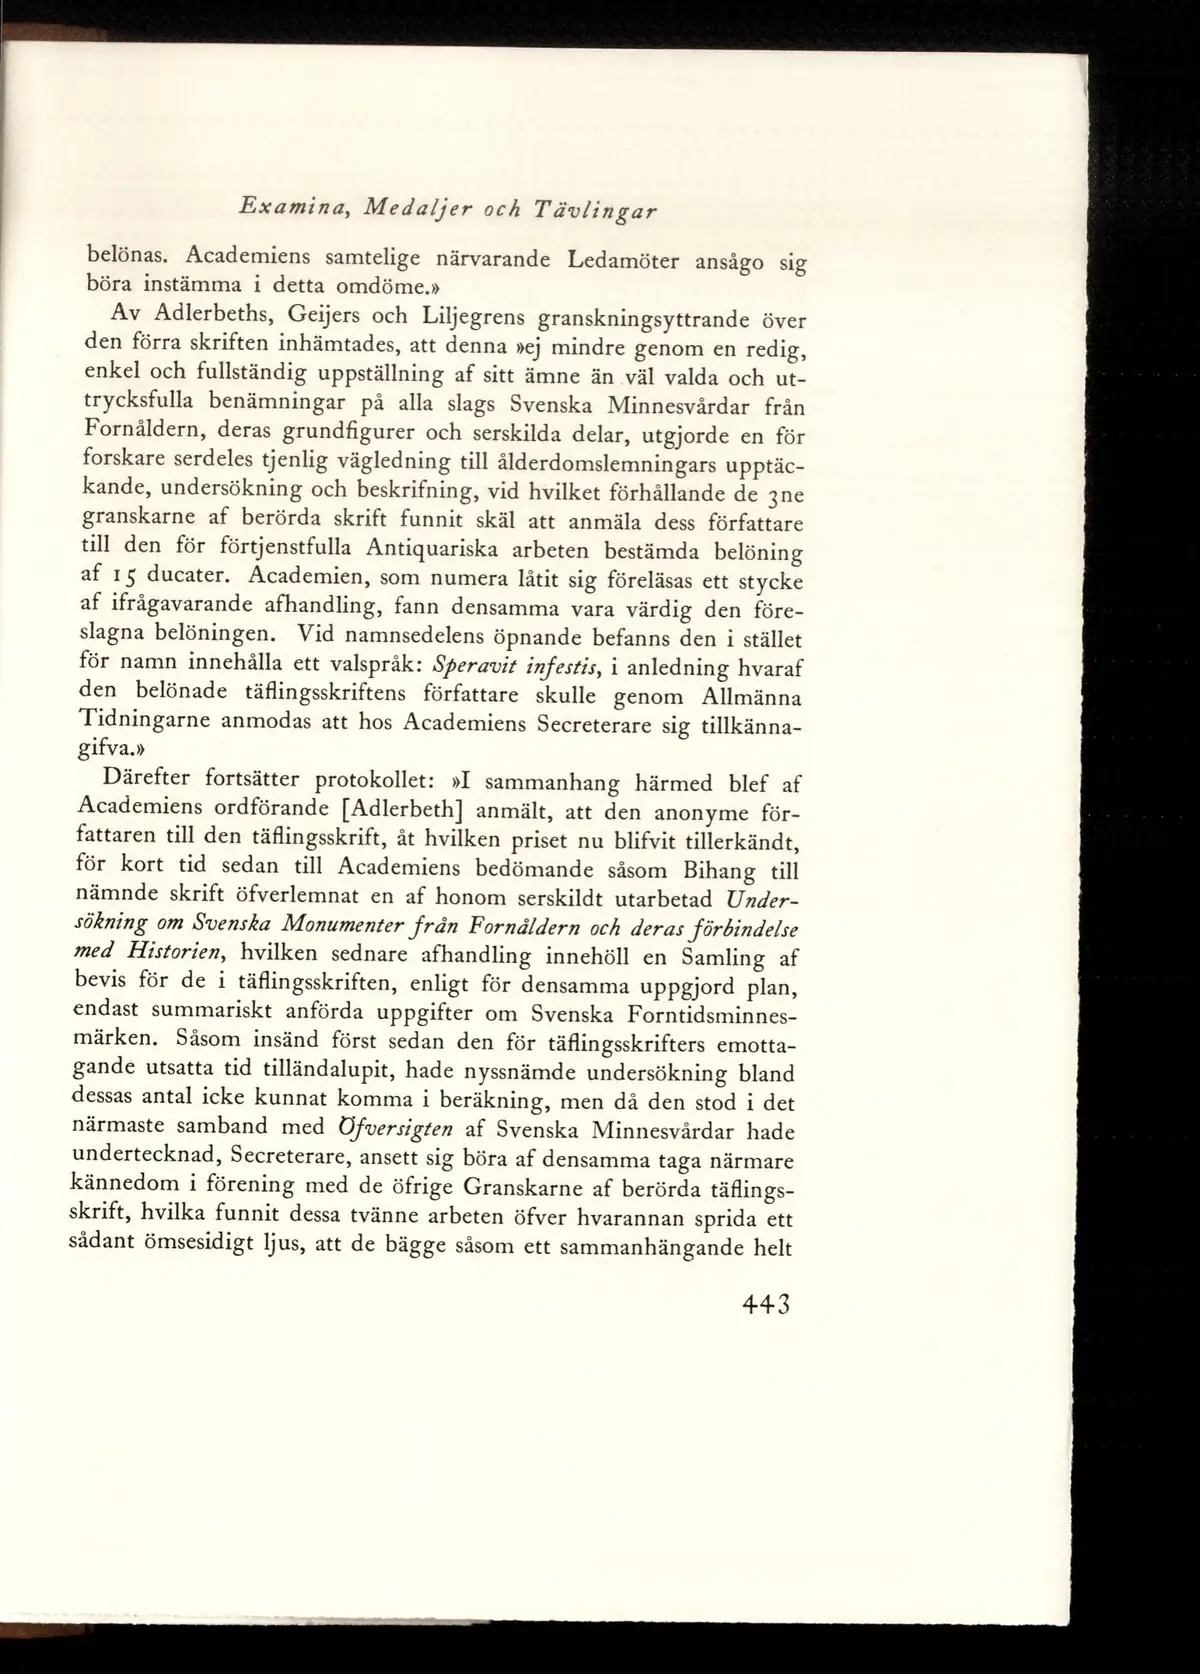 Examina, Medaljer och Tävlingar
belönas. Academiens samtelige närvarande Ledamöter ansågo sig
böra instämma i detta omdöme.»
Av Adlerbeths, Geijers och Liljegrens granskningsyttrande över
den förra skriften inhämtades, att denna »ej mindre genom en redig,
enkel och fullständig uppställning af sitt ämne än väl valda och ut-
trycksfulla benämningar på alla slags Svenska Minnesvårdar från
Fornåldern, deras grundfigurer och serskilda delar, utgjorde en för
forskare serdeles tjenlig vägledning till ålderdomslemningars upptäc-
kande, undersökning och beskrifning, vid hvilket förhållande de 3ne
granskarne af berörda skrift funnit skäl att anmäla dess författare
till den för förtjenstfulla Antiquariska arbeten bestämda belöning
af 15 ducater. Academien, som numera låtit sig föreläsas ett stycke
af ifrågavarande afhandling, fann densamma vara värdig den före-
slagna belöningen. Vid namnsedelens öpnande befanns den i stället
för namn innehålla ett valspråk: Speravit infestis, i anledning hvaraf
den belönade täflingsskriftens författare skulle genom Allmänna
Tidningarne anmodas att hos Academiens Secreterare sig tillkänna-
gifva.»
Därefter fortsätter protokollet: »I sammanhang härmed blef af
Academiens ordförande [Adlerbeth] anmält, att den anonyme för-
fattaren till den täflingsskrift, åt hvilken priset nu blifvit tillerkändt,
för kort tid sedan till Academiens bedömande såsom Bihang till
nämnde skrift öfverlemnat en af honom serskildt utarbetad Under-
sökning om Svenska Monumenter från Fornåldern och deras förbindelse
med Historien, hvilken sednare afhandling innehöll en Samling af
bevis för de i täflingsskriften, enligt för densamma uppgjord plan,
endast summariskt anförda uppgifter om Svenska Forntidsminnes-
märken. Såsom insänd först sedan den för täflingsskrifters emotta-
gande utsatta tid tilländalupit, hade nyssnämde undersökning bland
dessas antal icke kunnat komma i beräkning, men då den stod i det
närmaste samband med Öfversigten af Svenska Minnesvårdar hade
undertecknad, Secreterare, ansett sig böra af densamma taga närmare
kännedom i förening med de öfrige Granskarne af berörda täflings-
skrift, hvilka funnit dessa tvänne arbeten öfver hvarannan sprida ett
sådant ömsesidigt ljus, att de bägge såsom ett sammanhängande helt
443